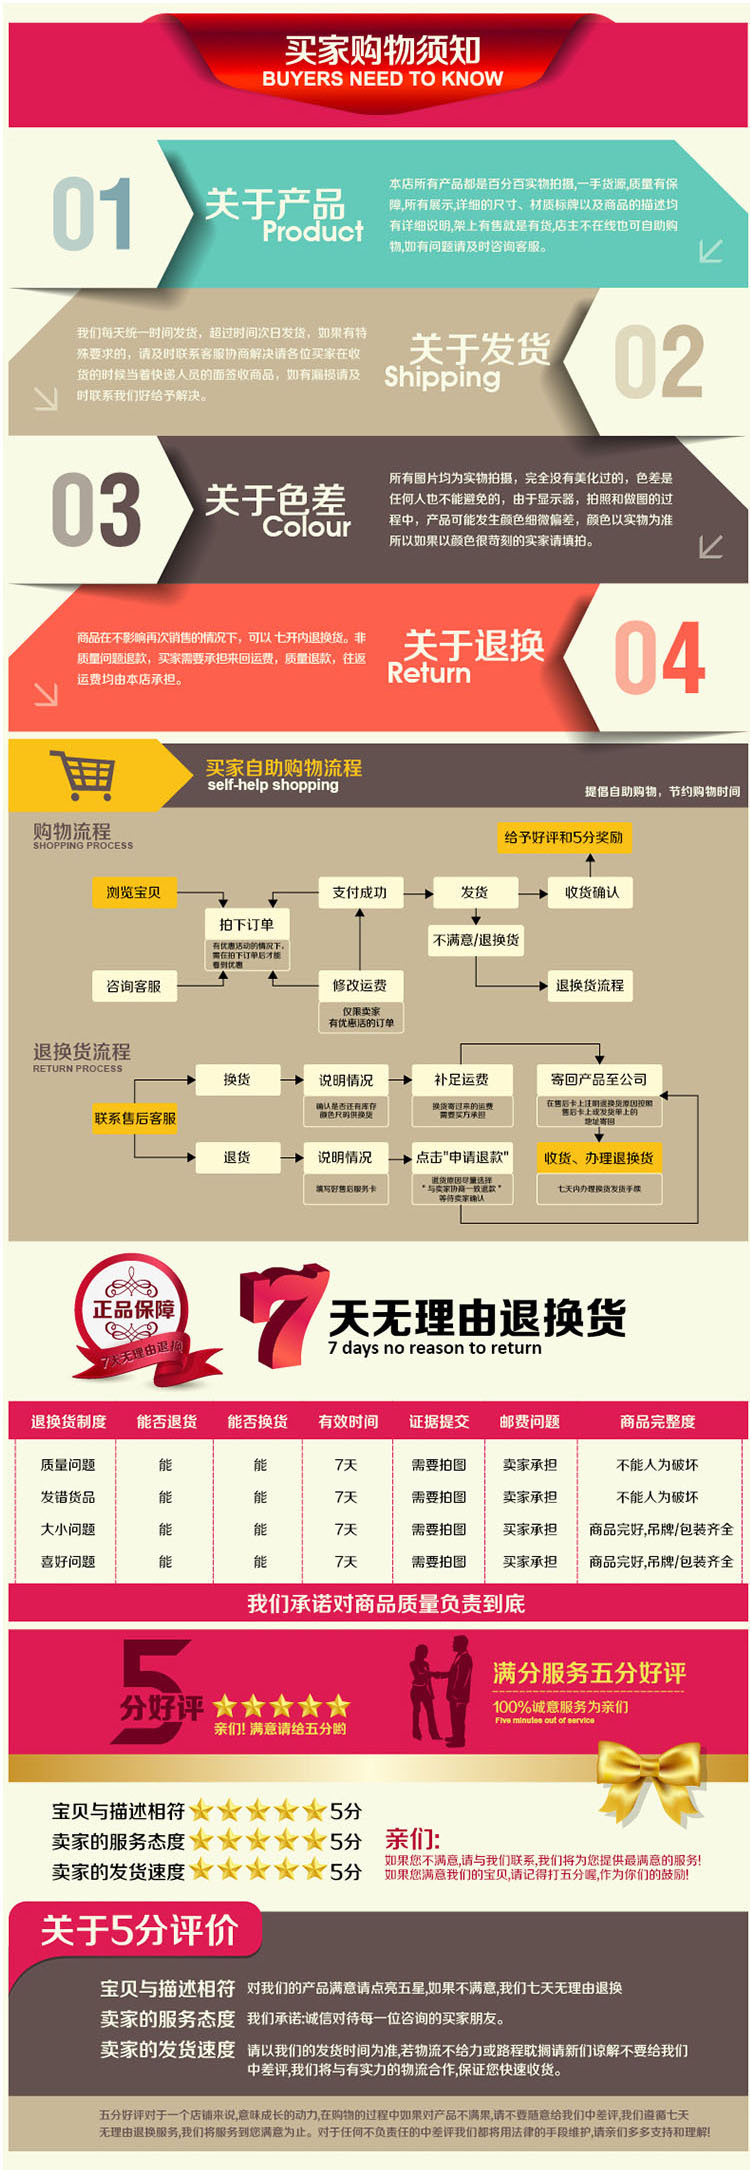 买家购物须知
BUYERS NEED TO KNOW
01
关于产品
Product
本店所有产品都是百分百实物拍摄,一手货源,质量有保
障,所有展示,详细的尺寸、材质标牌以及商品的描述均
有详细说明,架上有售就是有货,店主不在线也可自助购
物,如有问题请及时咨询客服。
我们每天统一时间发货，超过时间次日发货，如果有特
殊要求的，请及时联系客服协商解决请各位买家在收
货的时候当着快递人员的面签收商品，如有漏损请及
时联系我们好给予解决。
关于发货
Shipping
02
03
关于色差
Colour
所有图片均为实物拍摄，完全没有美化过的，色差是
任何人也不能避免的，由于显示器，拍照和做图的过
程中，产品可能发生颜色细微偏差，颜色以实物为准
所以如果以颜色很苛刻的实家请填拍。
商品在不影响再次销售的情况下，可以七开内退换货。非
质量问题退款，买家需要承担来回运费，质量退款，往返
运费均由本店承担。
关于退换
Return
04
买家自助购物流程
self-help shopping
提倡自助购物，节约购物时间
购物流程
SHOPPING PROCESS
给予好评和5分奖励
浏览宝贝
支付成功
发货
收货确认
拍下订单
有优惠活动的情况下，
需在拍下订单后才能
看到优惠
不满意/退换货
咨询客服
修改运费
退换货流程
仅限卖家
有优惠活的订单
退换货流程
RETURN PROCESS
换货
说明情况
补足运费
寄回产品至公司
确认是否还有库存
颜色尺码供换货
换货寄过来的运费
需要买方承担
在售后卡上注明退换货原因按照
售后卡上或发货单上的
地址寄回
联系售后客服
退货
说明情况
点击"申请退款"
收货、办理退换货
填写好售后服务卡
退货原因尽量选择
"与卖家协商一致退款"
等待卖家确认
七天内办理换货发货手续
正品保障
7天无理由退换
7
天无理由退换货
7 days no reason to return
退换货制度 能否退货 能否换货 有效时间 证据提交 邮费问题 商品完整度
质量问题 能 能 7天 需要拍图 卖家承担 不能人为破坏
发错货品 能 能 7天 需要拍图 卖家承担 不能人为破坏
大小问题 能 能 7天 需要拍图 买家承担 商品完好,吊牌/包装齐全
喜好问题 能 能 7天 需要拍图 买家承担 商品完好,吊牌/包装齐全
我们承诺对商品质量负责到底
5
分好评
亲们! 满意请给五分哟
满分服务五分好评
100%诚意服务为亲们
Five minutes out of service
宝贝与描述相符 5分
卖家的服务态度 5分
卖家的发货速度 5分
亲们:
如果您不满意,请与我们联系,我们将为您提供最满意的服务!
如果您满意我们的宝贝,请记得打五分喔,作为你们的鼓励!
关于5分评价
宝贝与描述相符 对我们的产品满意请点亮五星,如果不满意,我们七天无理由退换
卖家的服务态度 我们承诺:诚信对待每一位咨询的买家朋友。
卖家的发货速度 请以我们的发货时间为准,若物流不给力或路程耽搁请新们谅解不要给我们
中差评,我们将与有实力的物流合作,保证您快速收货。
五分好评对于一个店铺来说,意味成长的动力,在购物的过程中如果对产品不满果,请不要随意给我们中差评,我们遵循七天
无理由退换服务,我们将服务到您满意为止。对于任何不负责任的中差评我们都将用法律的手段维护,请亲们多多支持和理解!